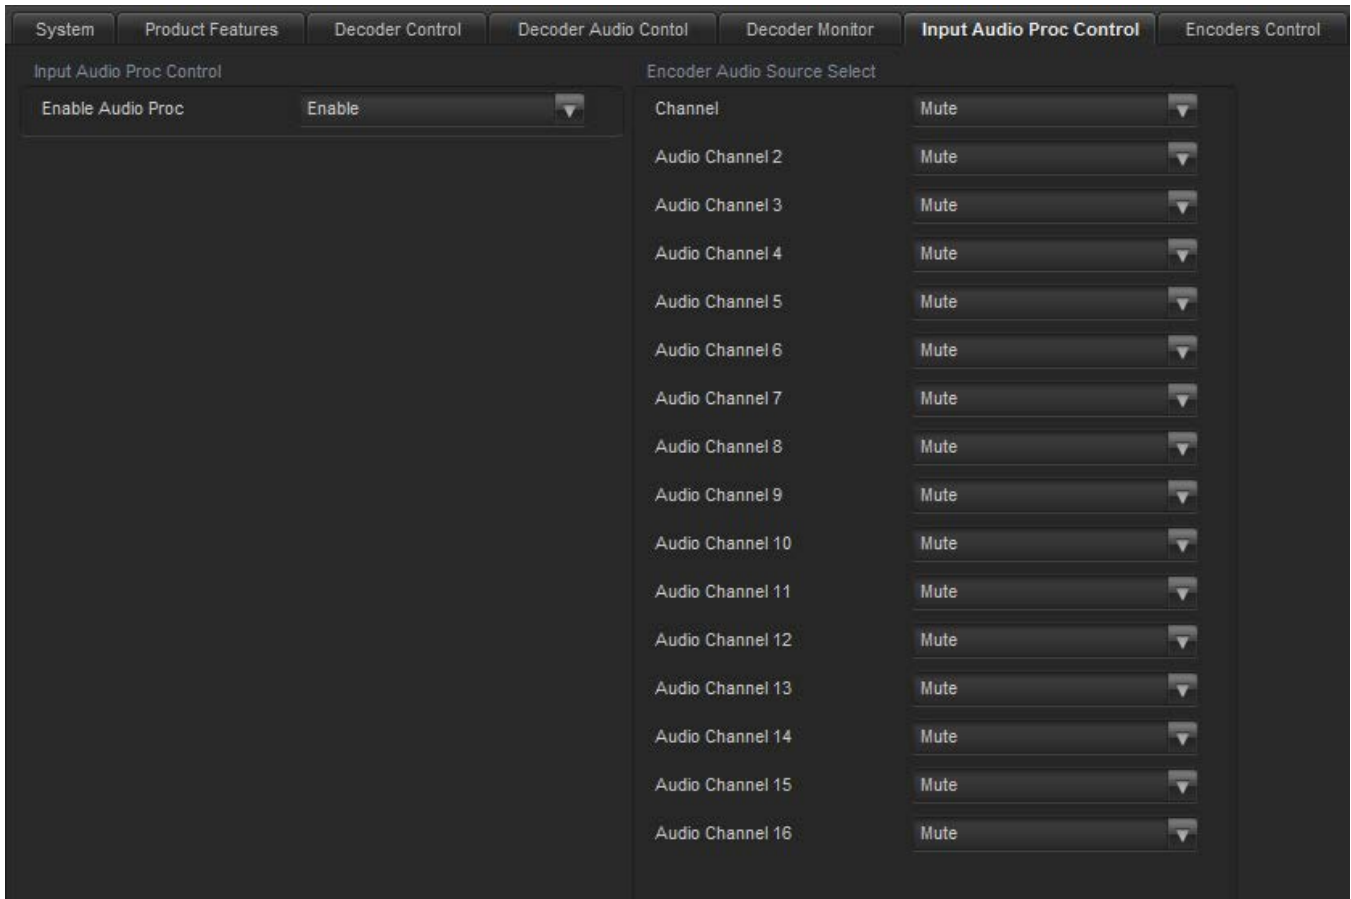 System Product Features Decoder Control Decoder Audio Contol Decoder Monitor Input Audio Proc Control Encoders Control
Input Audio Proc Control
Enable Audio Proc Enable
Encoder Audio Source Select
Channel Mute
Audio Channel 2 Mute
Audio Channel 3 Mute
Audio Channel 4 Mute
Audio Channel 5 Mute
Audio Channel 6 Mute
Audio Channel 7 Mute
Audio Channel 8 Mute
Audio Channel 9 Mute
Audio Channel 10 Mute
Audio Channel 11 Mute
Audio Channel 12 Mute
Audio Channel 13 Mute
Audio Channel 14 Mute
Audio Channel 15 Mute
Audio Channel 16 Mute